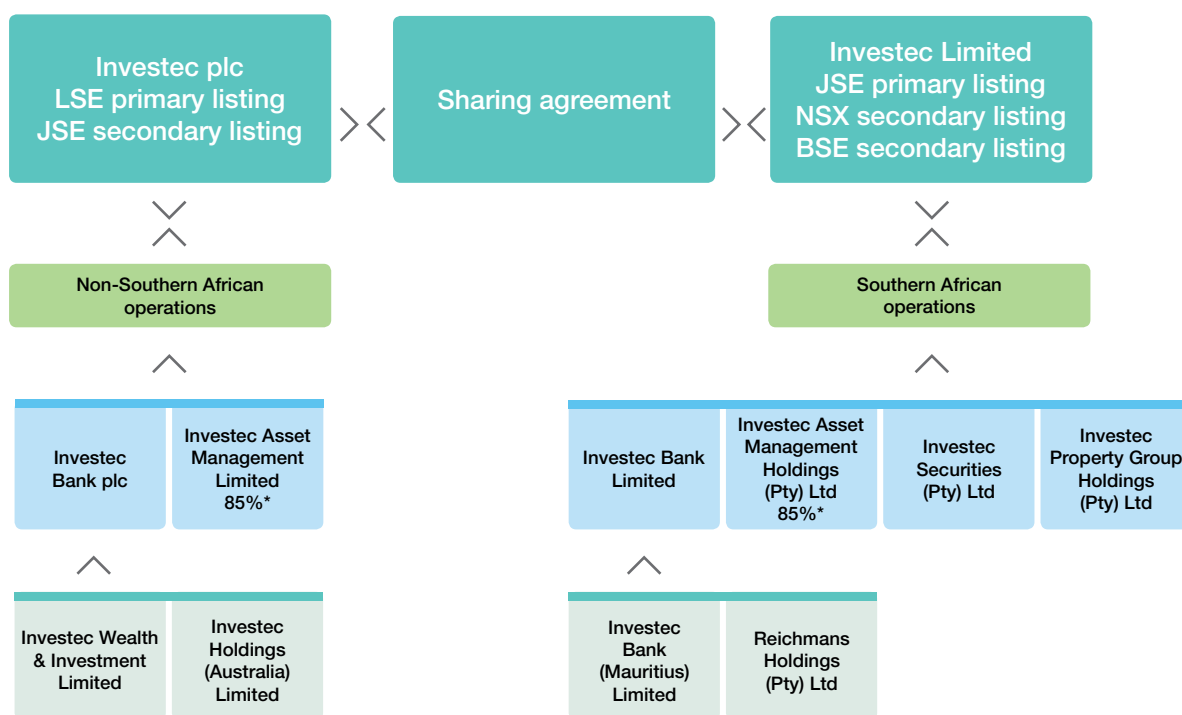 Investec plc
LSE primary listing
JSE secondary listing
Sharing agreement
Investec Limited
JSE primary listing
NSX secondary listing
BSE secondary listing
Non-Southern African
operations
Southern African
operations
Investec
Bank plc
Investec Asset
Management
Limited
85%*
Investec Bank
Limited
Investec Asset
Management
Holdings
(Pty) Ltd
85%*
Investec
Securities
(Pty) Ltd
Investec
Property Group
Holdings
(Pty) Ltd
Investec Wealth
& Investment
Limited
Investec
Holdings
(Australia)
Limited
Investec
Bank
(Mauritius)
Limited
Reichmans
Holdings
(Pty) Ltd